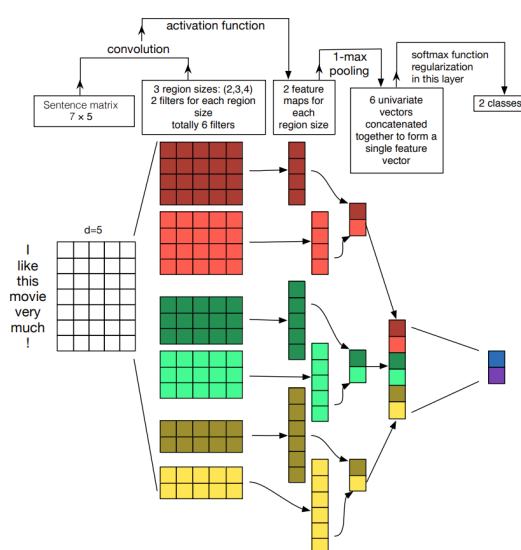 activation function
convolution
1-max
pooling
softmax function
regularization
in this layer
Sentence matrix
7 × 5
3 region sizes: (2,3,4)
2 filters for each region
size
totally 6 filters
2 feature
maps for
each
region size
6 univariate
vectors
concatenated
together to form a
single feature
vector
2 classes
d=5
I
like
this
movie
very
much
!